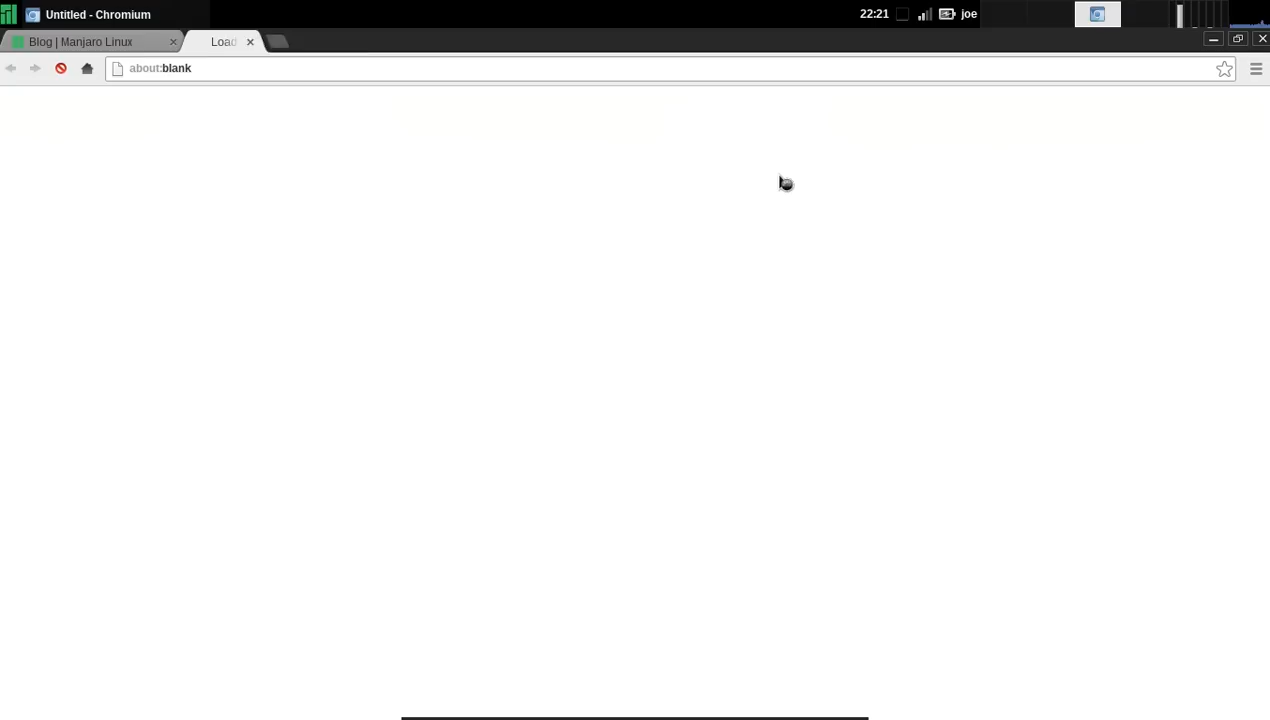 Untitled - Chromium
22:21
joe
Blog | Manjaro Linux
Load
about:blank